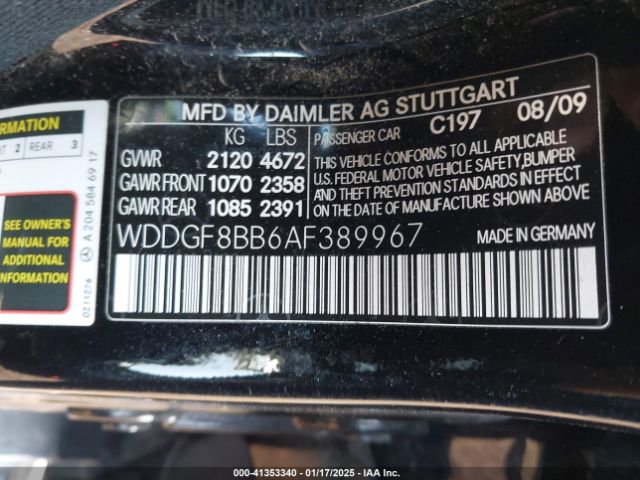 MFD BY DAIMLER AG STUTTGART
KG LBS PASSENGER CAR C197 08/09
GVWR 2120 4672
GAWR FRONT 1070 2358
GAWR REAR 1085 2391
THIS VEHICLE CONFORMS TO ALL APPLICABLE
U.S. FEDERAL MOTOR VEHICLE SAFETY, BUMPER
AND THEFT PREVENTION STANDARDS IN EFFECT
ON THE DATE OF MANUFACTURE SHOWN ABOVE.
WDDGF8BB6AF389967 MADE IN GERMANY
2 REAR 3
SEE OWNER'S
MANUAL FOR
ADDITIONAL
INFORMATION
A 204 584 69 17
000-41353340 - 01/17/2025 - IAA Inc.